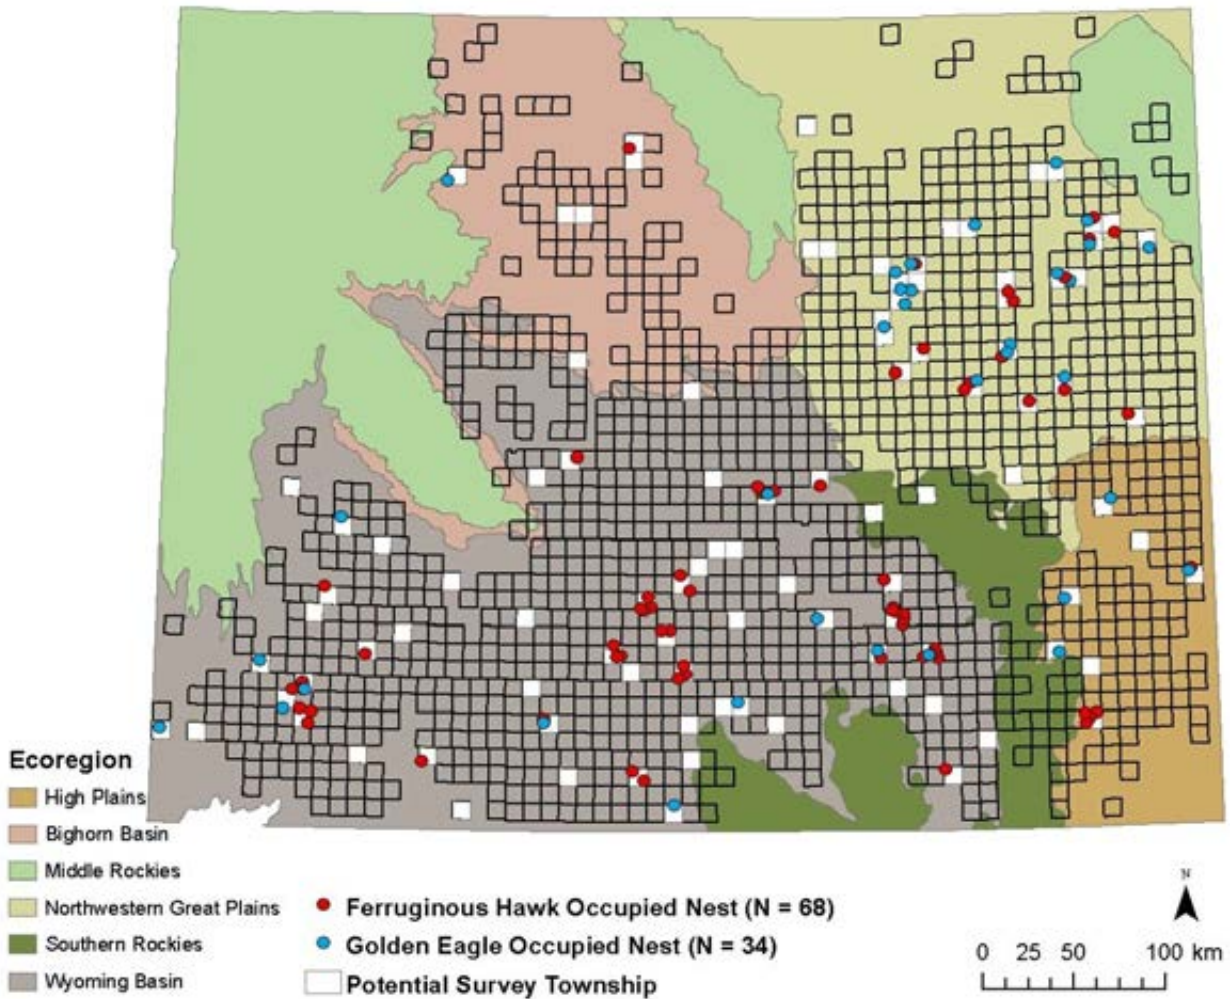 Ecoregion
High Plains
Bighorn Basin
Middle Rockies
Northwestern Great Plains
Southern Rockies
Wyoming Basin
Ferruginous Hawk Occupied Nest (N = 68)
Golden Eagle Occupied Nest (N = 34)
Potential Survey Township
N
0 25 50 100 km